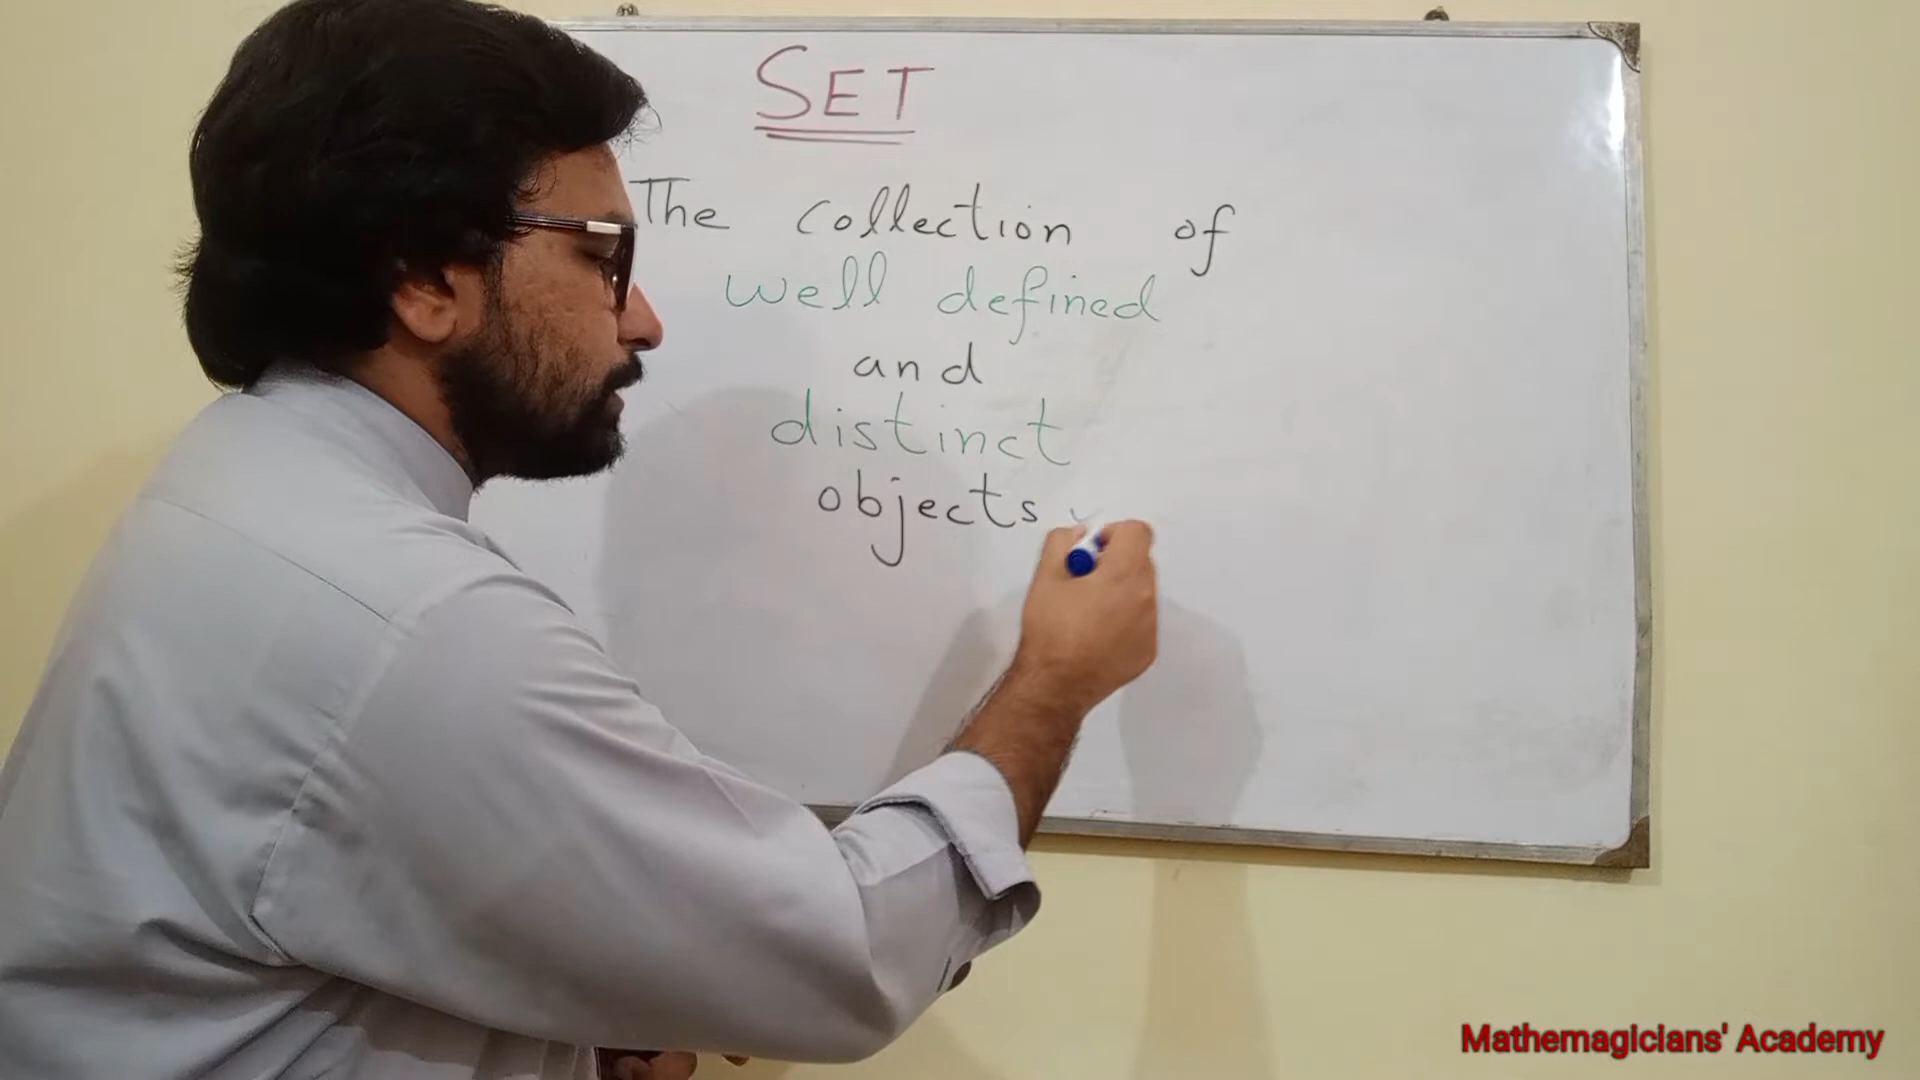 SET
The collection of
well defined
and
distinct
objects
Mathemagicians' Academy